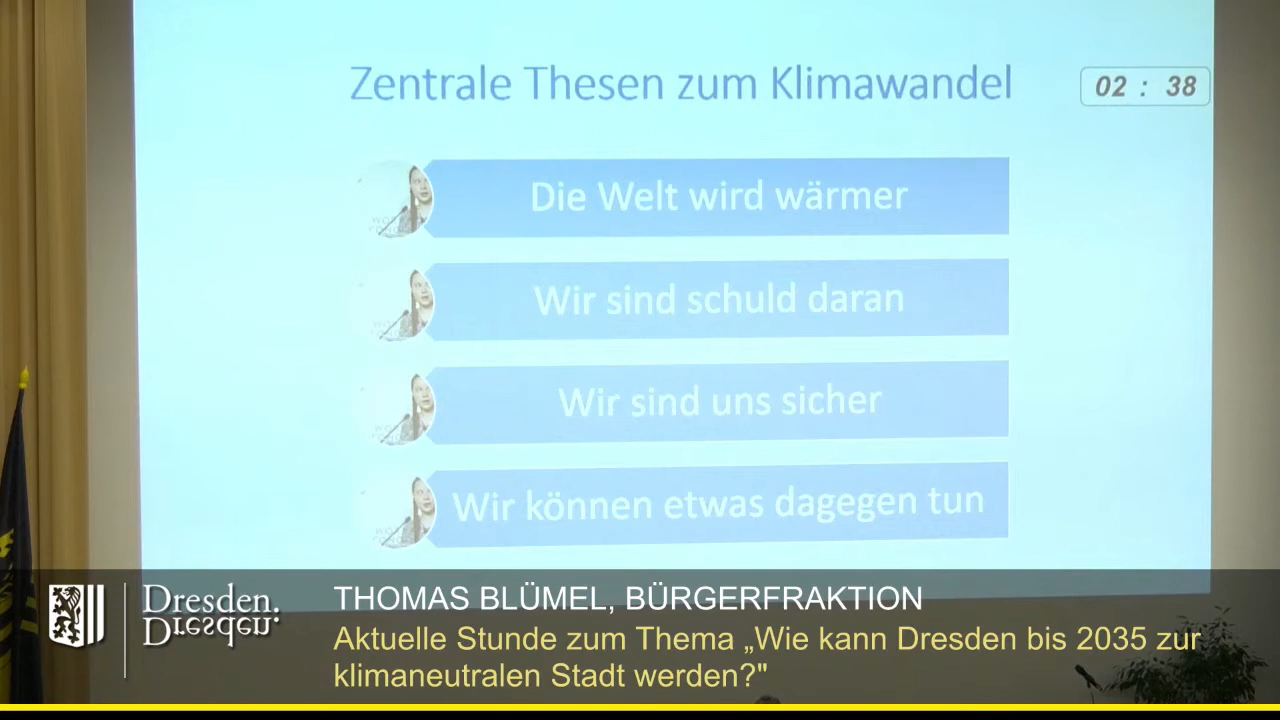 Zentrale Thesen zum Klimawandel
02 : 38
Die Welt wird wärmer
Wir sind schuld daran
Wir sind uns sicher
Wir können etwas dagegen tun
Dresden.
Dresden.
THOMAS BLÜMEL, BÜRGERFRAKTION
Aktuelle Stunde zum Thema „Wie kann Dresden bis 2035 zur
klimaneutralen Stadt werden?"